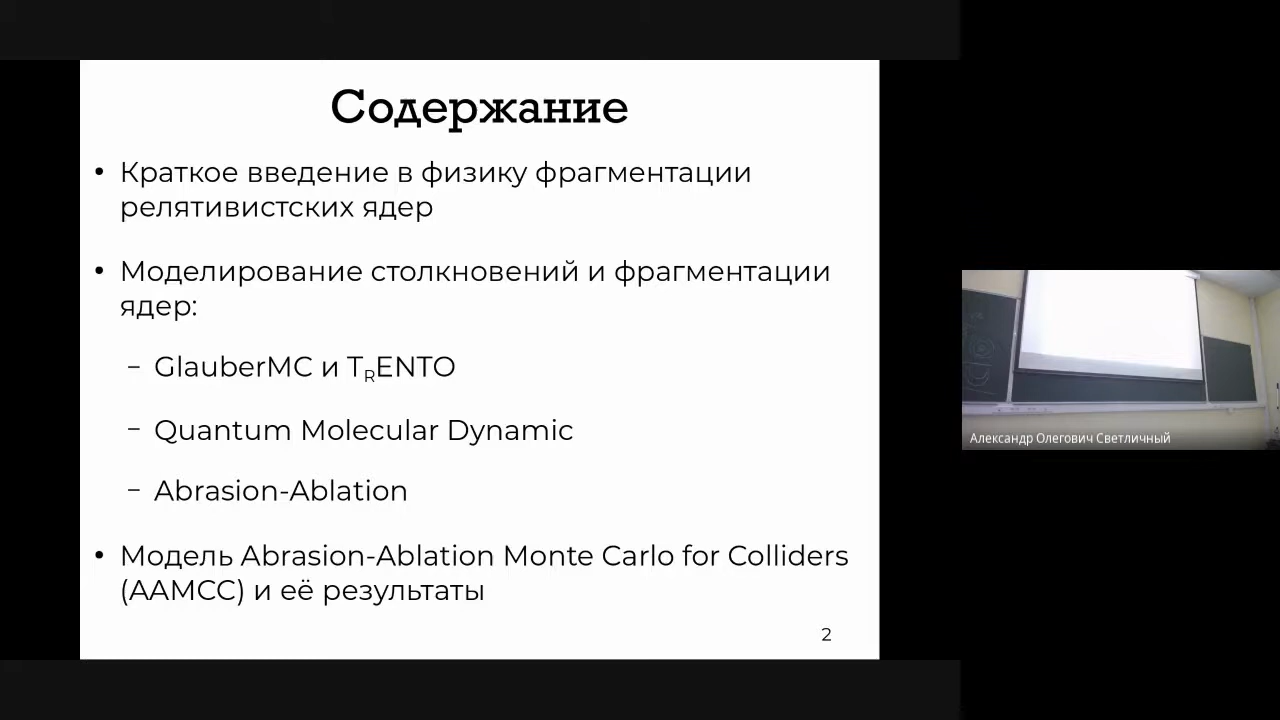 Содержание
• Краткое введение в физику фрагментации
релятивистских ядер
• Моделирование столкновений и фрагментации
ядер:
– GlauberMC и TRENTO
– Quantum Molecular Dynamic
– Abrasion-Ablation
• Модель Abrasion-Ablation Monte Carlo for Colliders
(AAMCC) и её результаты
2
Александр Олегович Светличный